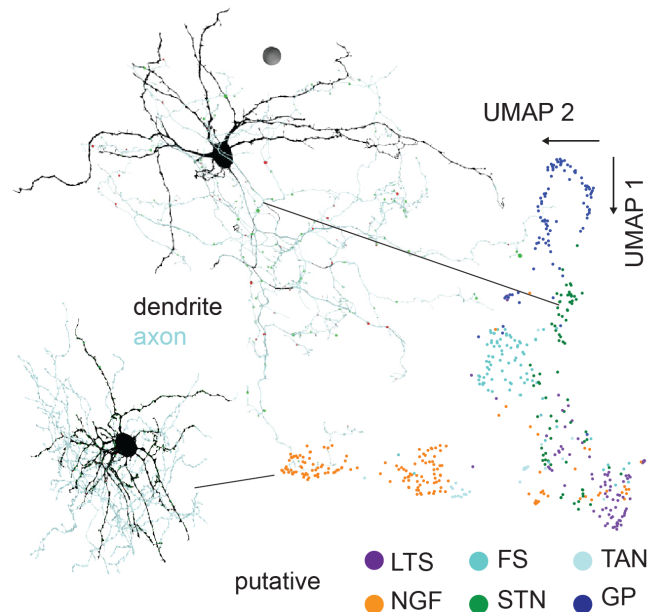 UMAP 2
UMAP 1
dendrite
axon
putative
LTS
FS
TAN
NGF
STN
GP